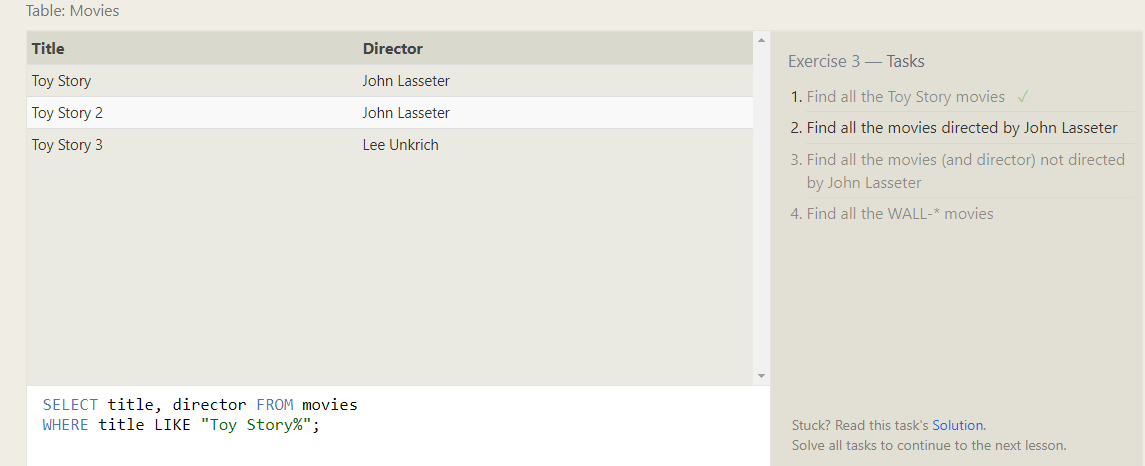 Table: Movies
Title Director
Toy Story John Lasseter
Toy Story 2 John Lasseter
Toy Story 3 Lee Unkrich
SELECT title, director FROM movies
WHERE title LIKE "Toy Story%";
Exercise 3 — Tasks
1. Find all the Toy Story movies ✓
2. Find all the movies directed by John Lasseter
3. Find all the movies (and director) not directed
by John Lasseter
4. Find all the WALL-* movies
Stuck? Read this task's Solution.
Solve all tasks to continue to the next lesson.